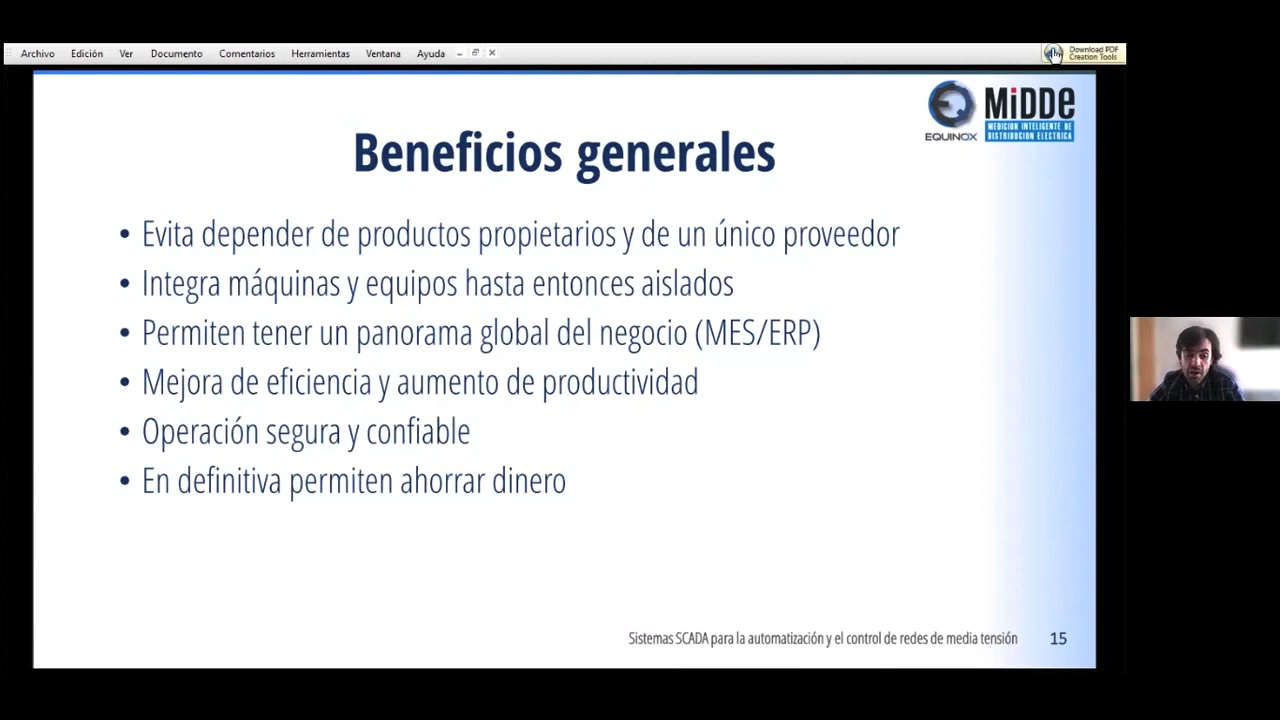 Archivo Edición Ver Documento Comentarios Herramientas Ventana Ayuda
Download PDF
Creation Tools
EQUINOX
MiDDE
MEDICION INTELIGENTE DE
DISTRIBUCION ELECTRICA
Beneficios generales
• Evita depender de productos propietarios y de un único proveedor
• Integra máquinas y equipos hasta entonces aislados
• Permiten tener un panorama global del negocio (MES/ERP)
• Mejora de eficiencia y aumento de productividad
• Operación segura y confiable
• En definitiva permiten ahorrar dinero
Sistemas SCADA para la automatización y el control de redes de media tensión 15